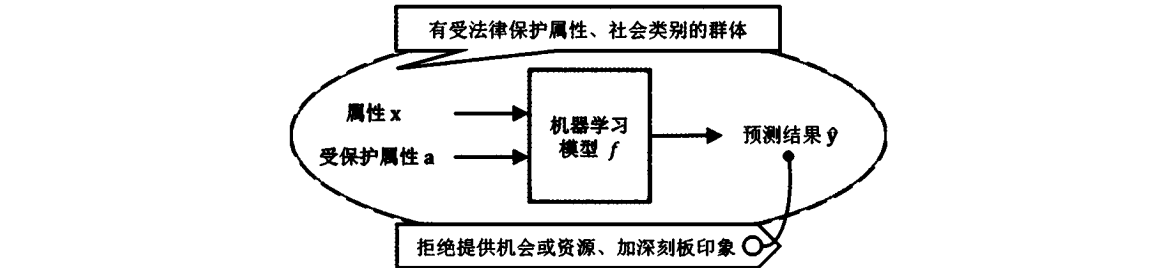 有受法律保护属性、社会类别的群体
属性 x
受保护属性 a
机器学习
模型 f
预测结果 ŷ
拒绝提供机会或资源、加深刻板印象